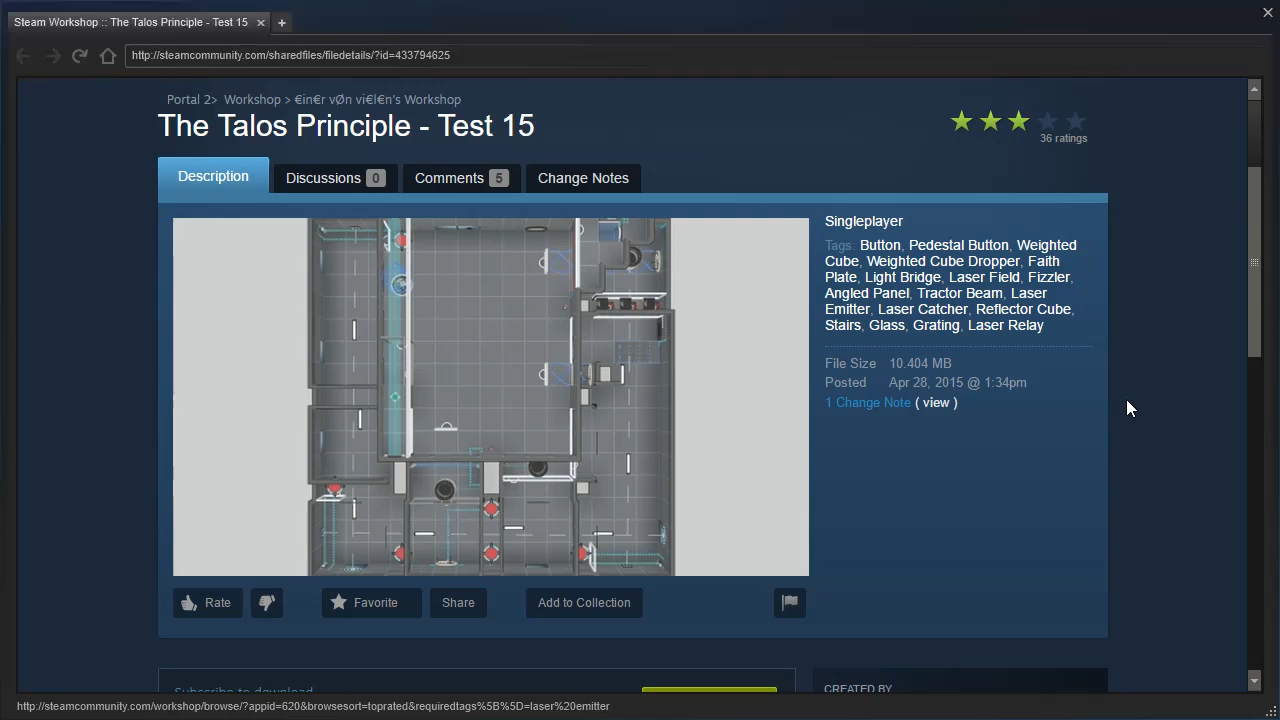 Steam Workshop :: The Talos Principle - Test 15
http://steamcommunity.com/sharedfiles/filedetails/?id=433794625
Portal 2> Workshop > €in€r vØn vi€l€n's Workshop
The Talos Principle - Test 15
36 ratings
Description Discussions 0 Comments 5 Change Notes
Singleplayer
Tags: Button, Pedestal Button, Weighted
Cube, Weighted Cube Dropper, Faith
Plate, Light Bridge, Laser Field, Fizzler,
Angled Panel, Tractor Beam, Laser
Emitter, Laser Catcher, Reflector Cube,
Stairs, Glass, Grating, Laser Relay
File Size 10.404 MB
Posted Apr 28, 2015 @ 1:34pm
1 Change Note ( view )
Rate Favorite Share Add to Collection
Subscribe to download
CREATED BY
http://steamcommunity.com/workshop/browse/?appid=620&browsesort=toprated&requiredtags%5B%5D=laser%20emitter